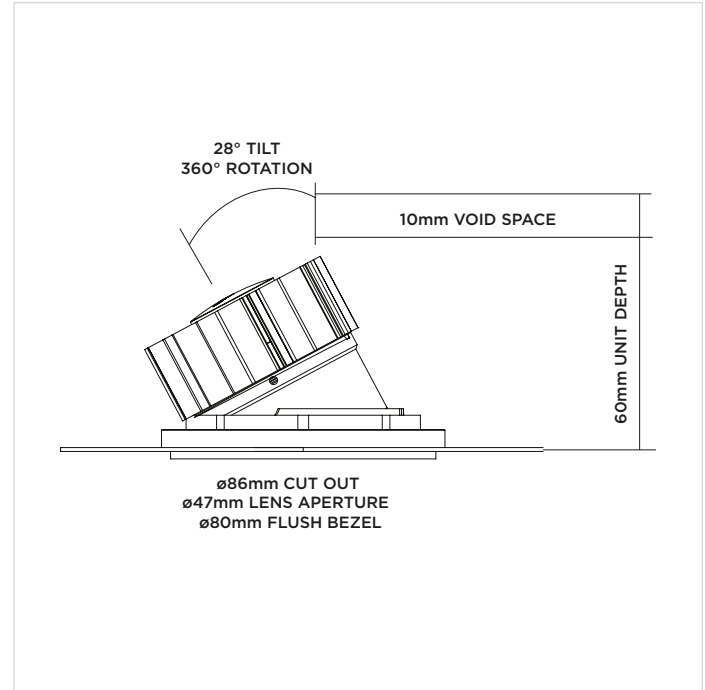 28° TILT
360° ROTATION
10mm VOID SPACE
60mm UNIT DEPTH
ø86mm CUT OUT
ø47mm LENS APERTURE
ø80mm FLUSH BEZEL